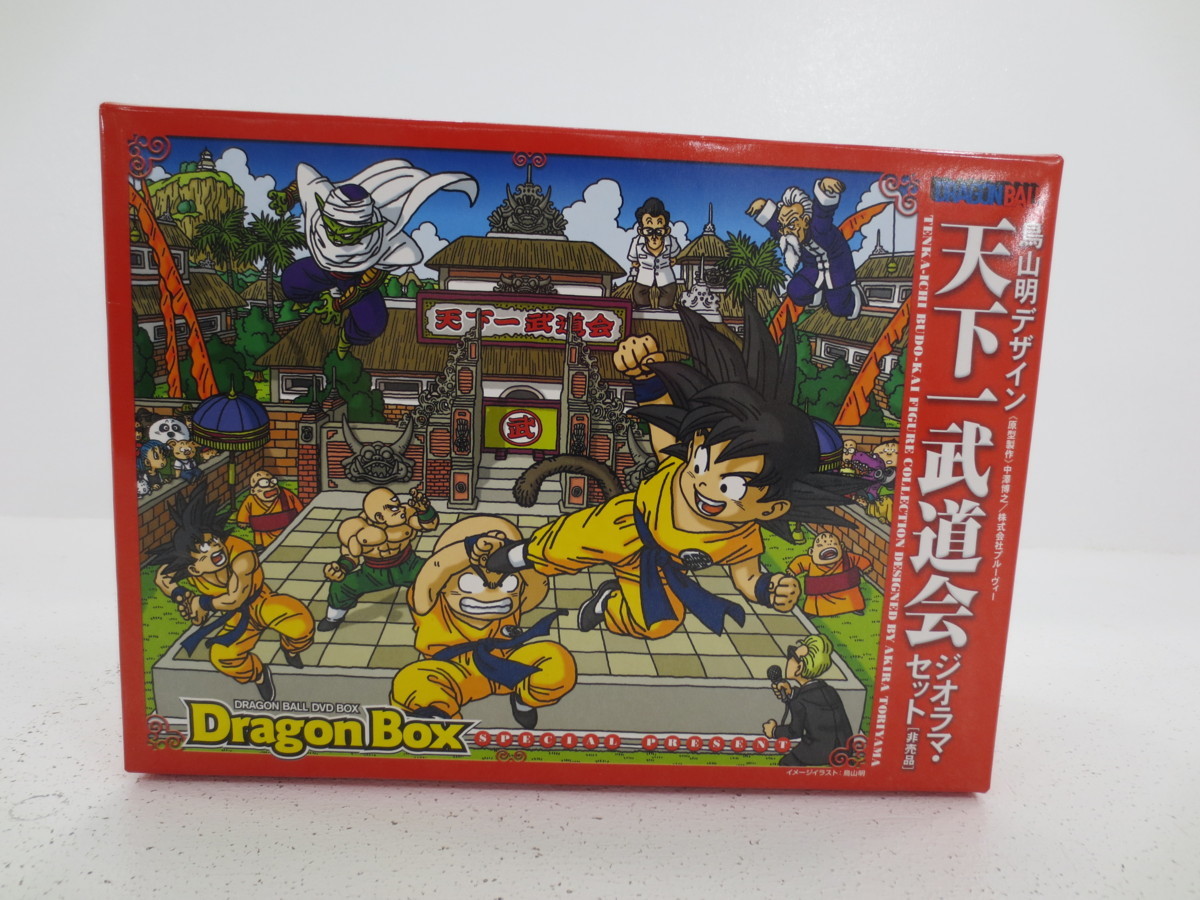 DRAGON BALL
鳥山明デザイン
〈原型製作〉中澤博之/株式会社ブルーヴィー
天下一武道会
ジオラマ・
セット[非売品]
TENKA-ICHI BUDO-KAI FIGURE COLLECTION DESIGNED BY AKIRA TORIYAMA
天下一武道会
武
DRAGON BALL DVD BOX
DragonBox
SPECIAL PRESENT
イメージイラスト:鳥山明